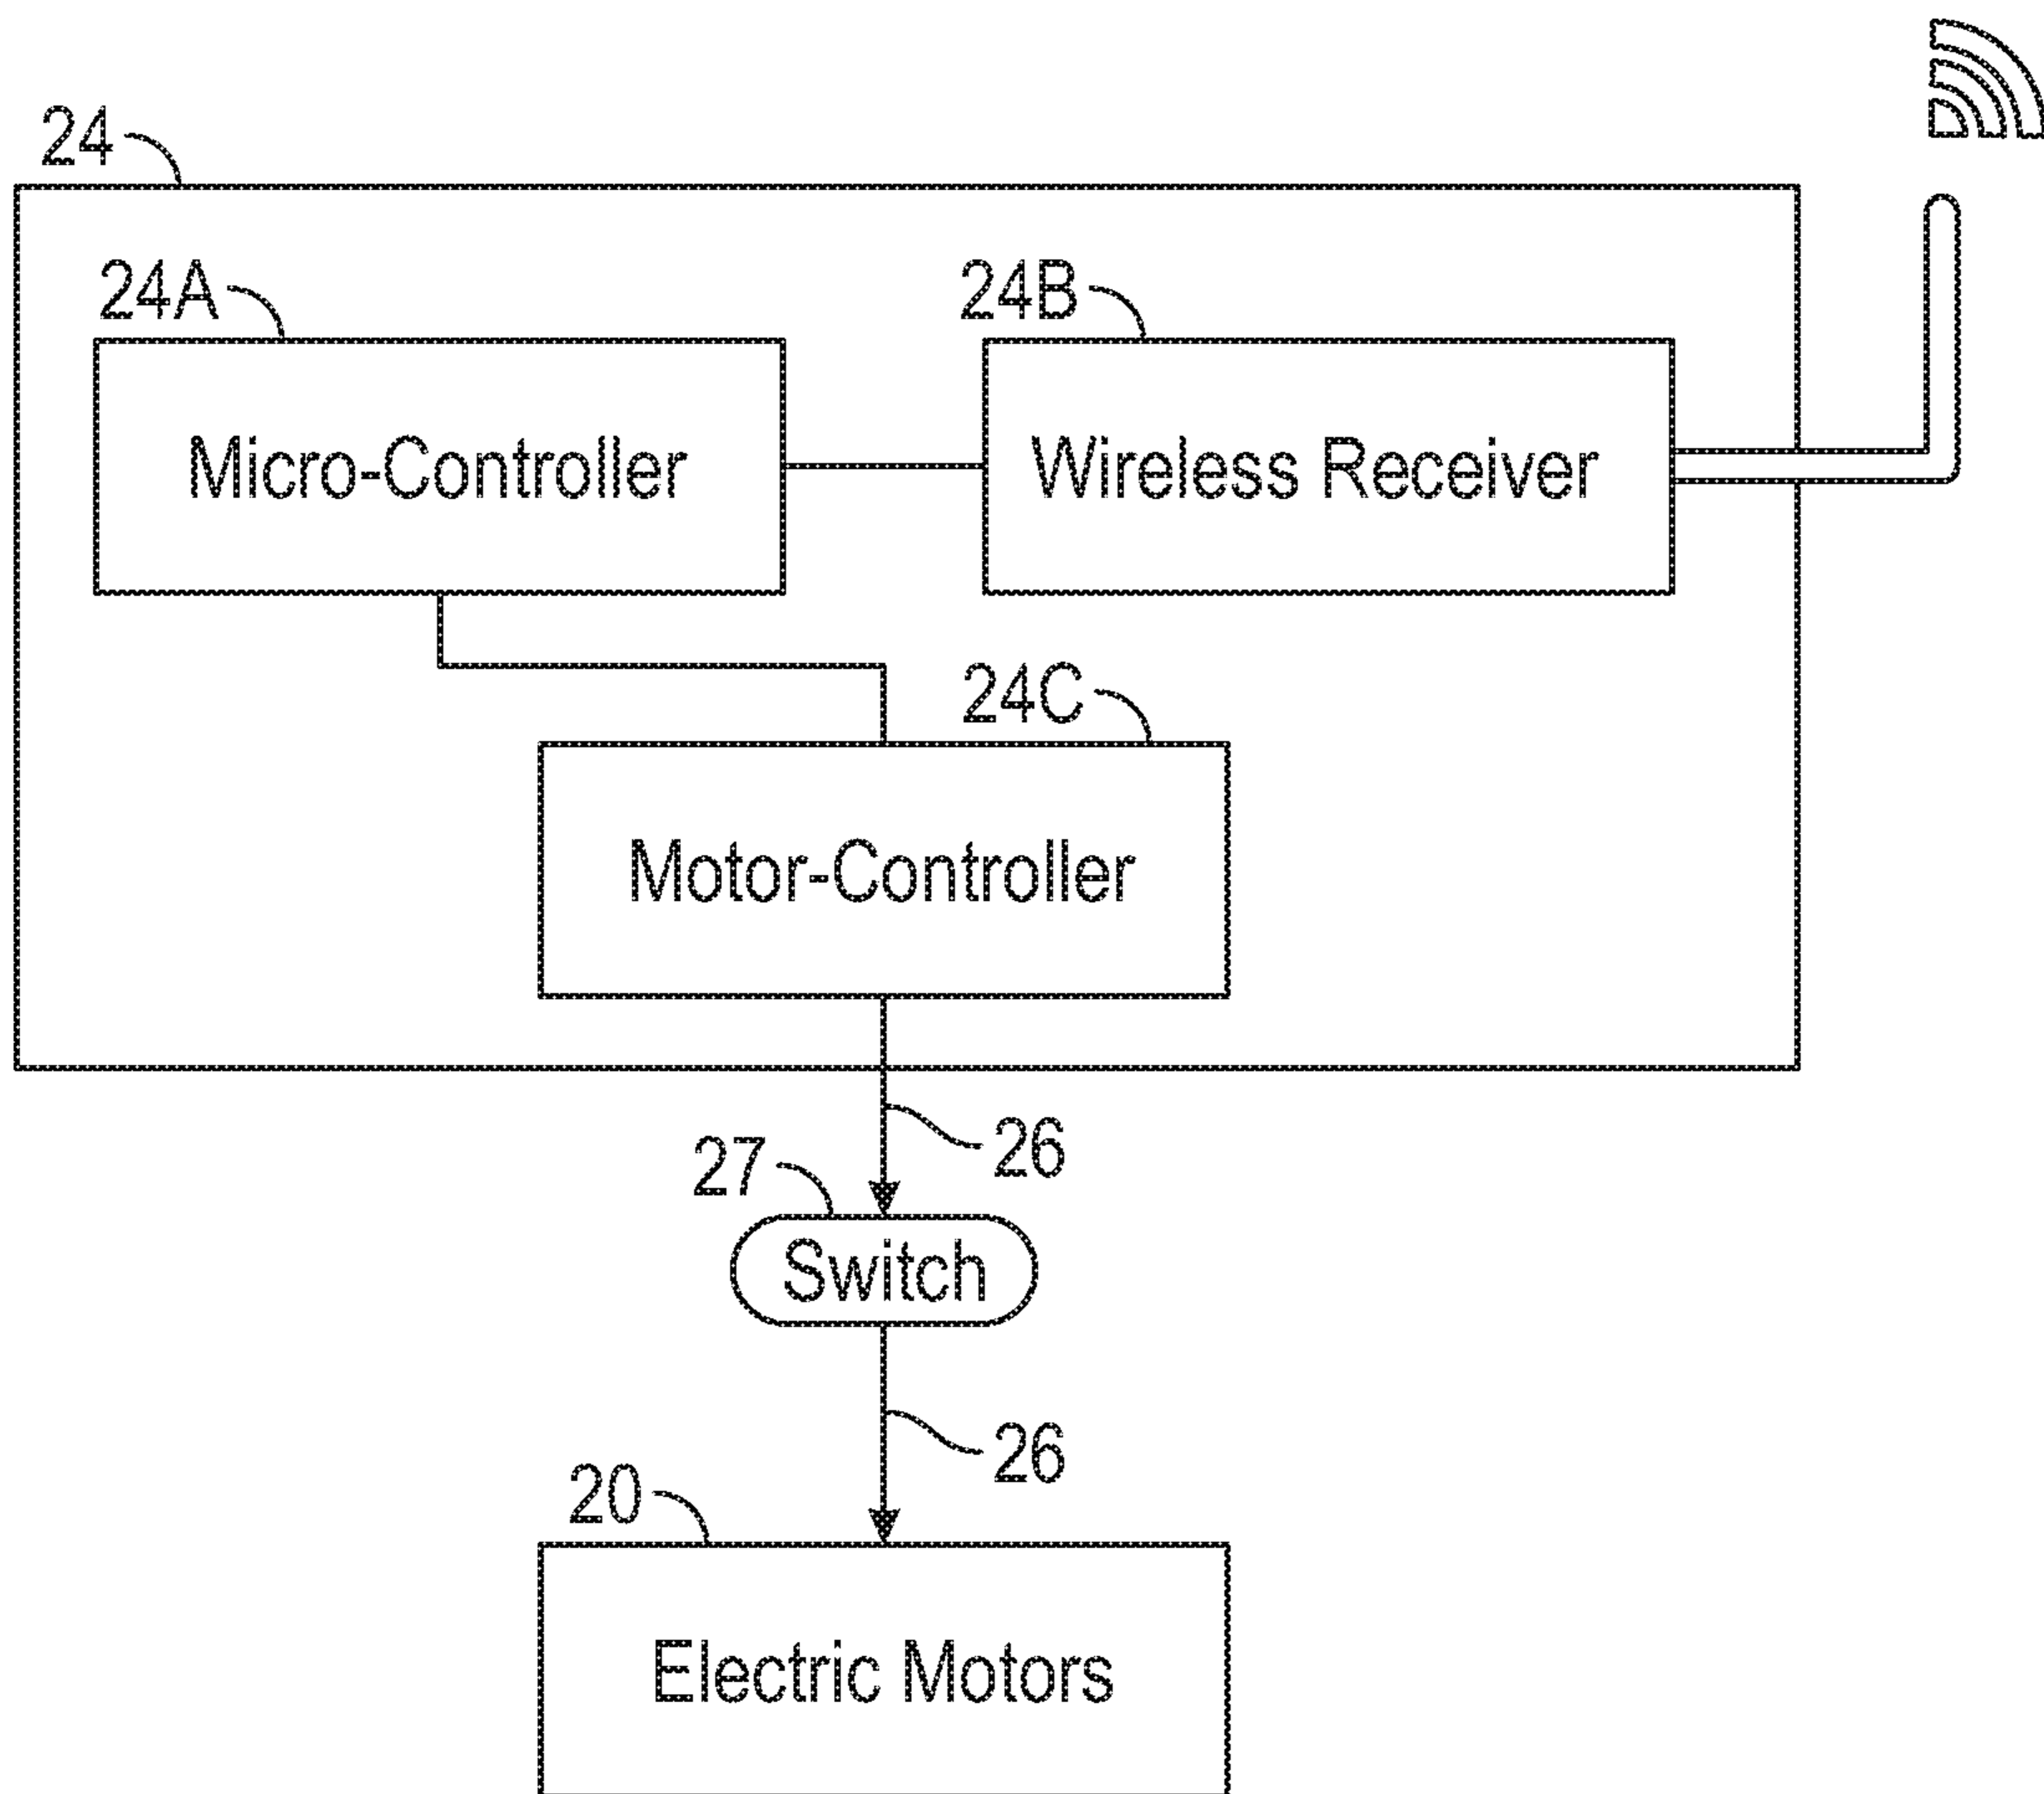 24
24A
24B
Micro-Controller
Wireless Receiver
24C
Motor-Controller
26
27
Switch
26
20
Electric Motors